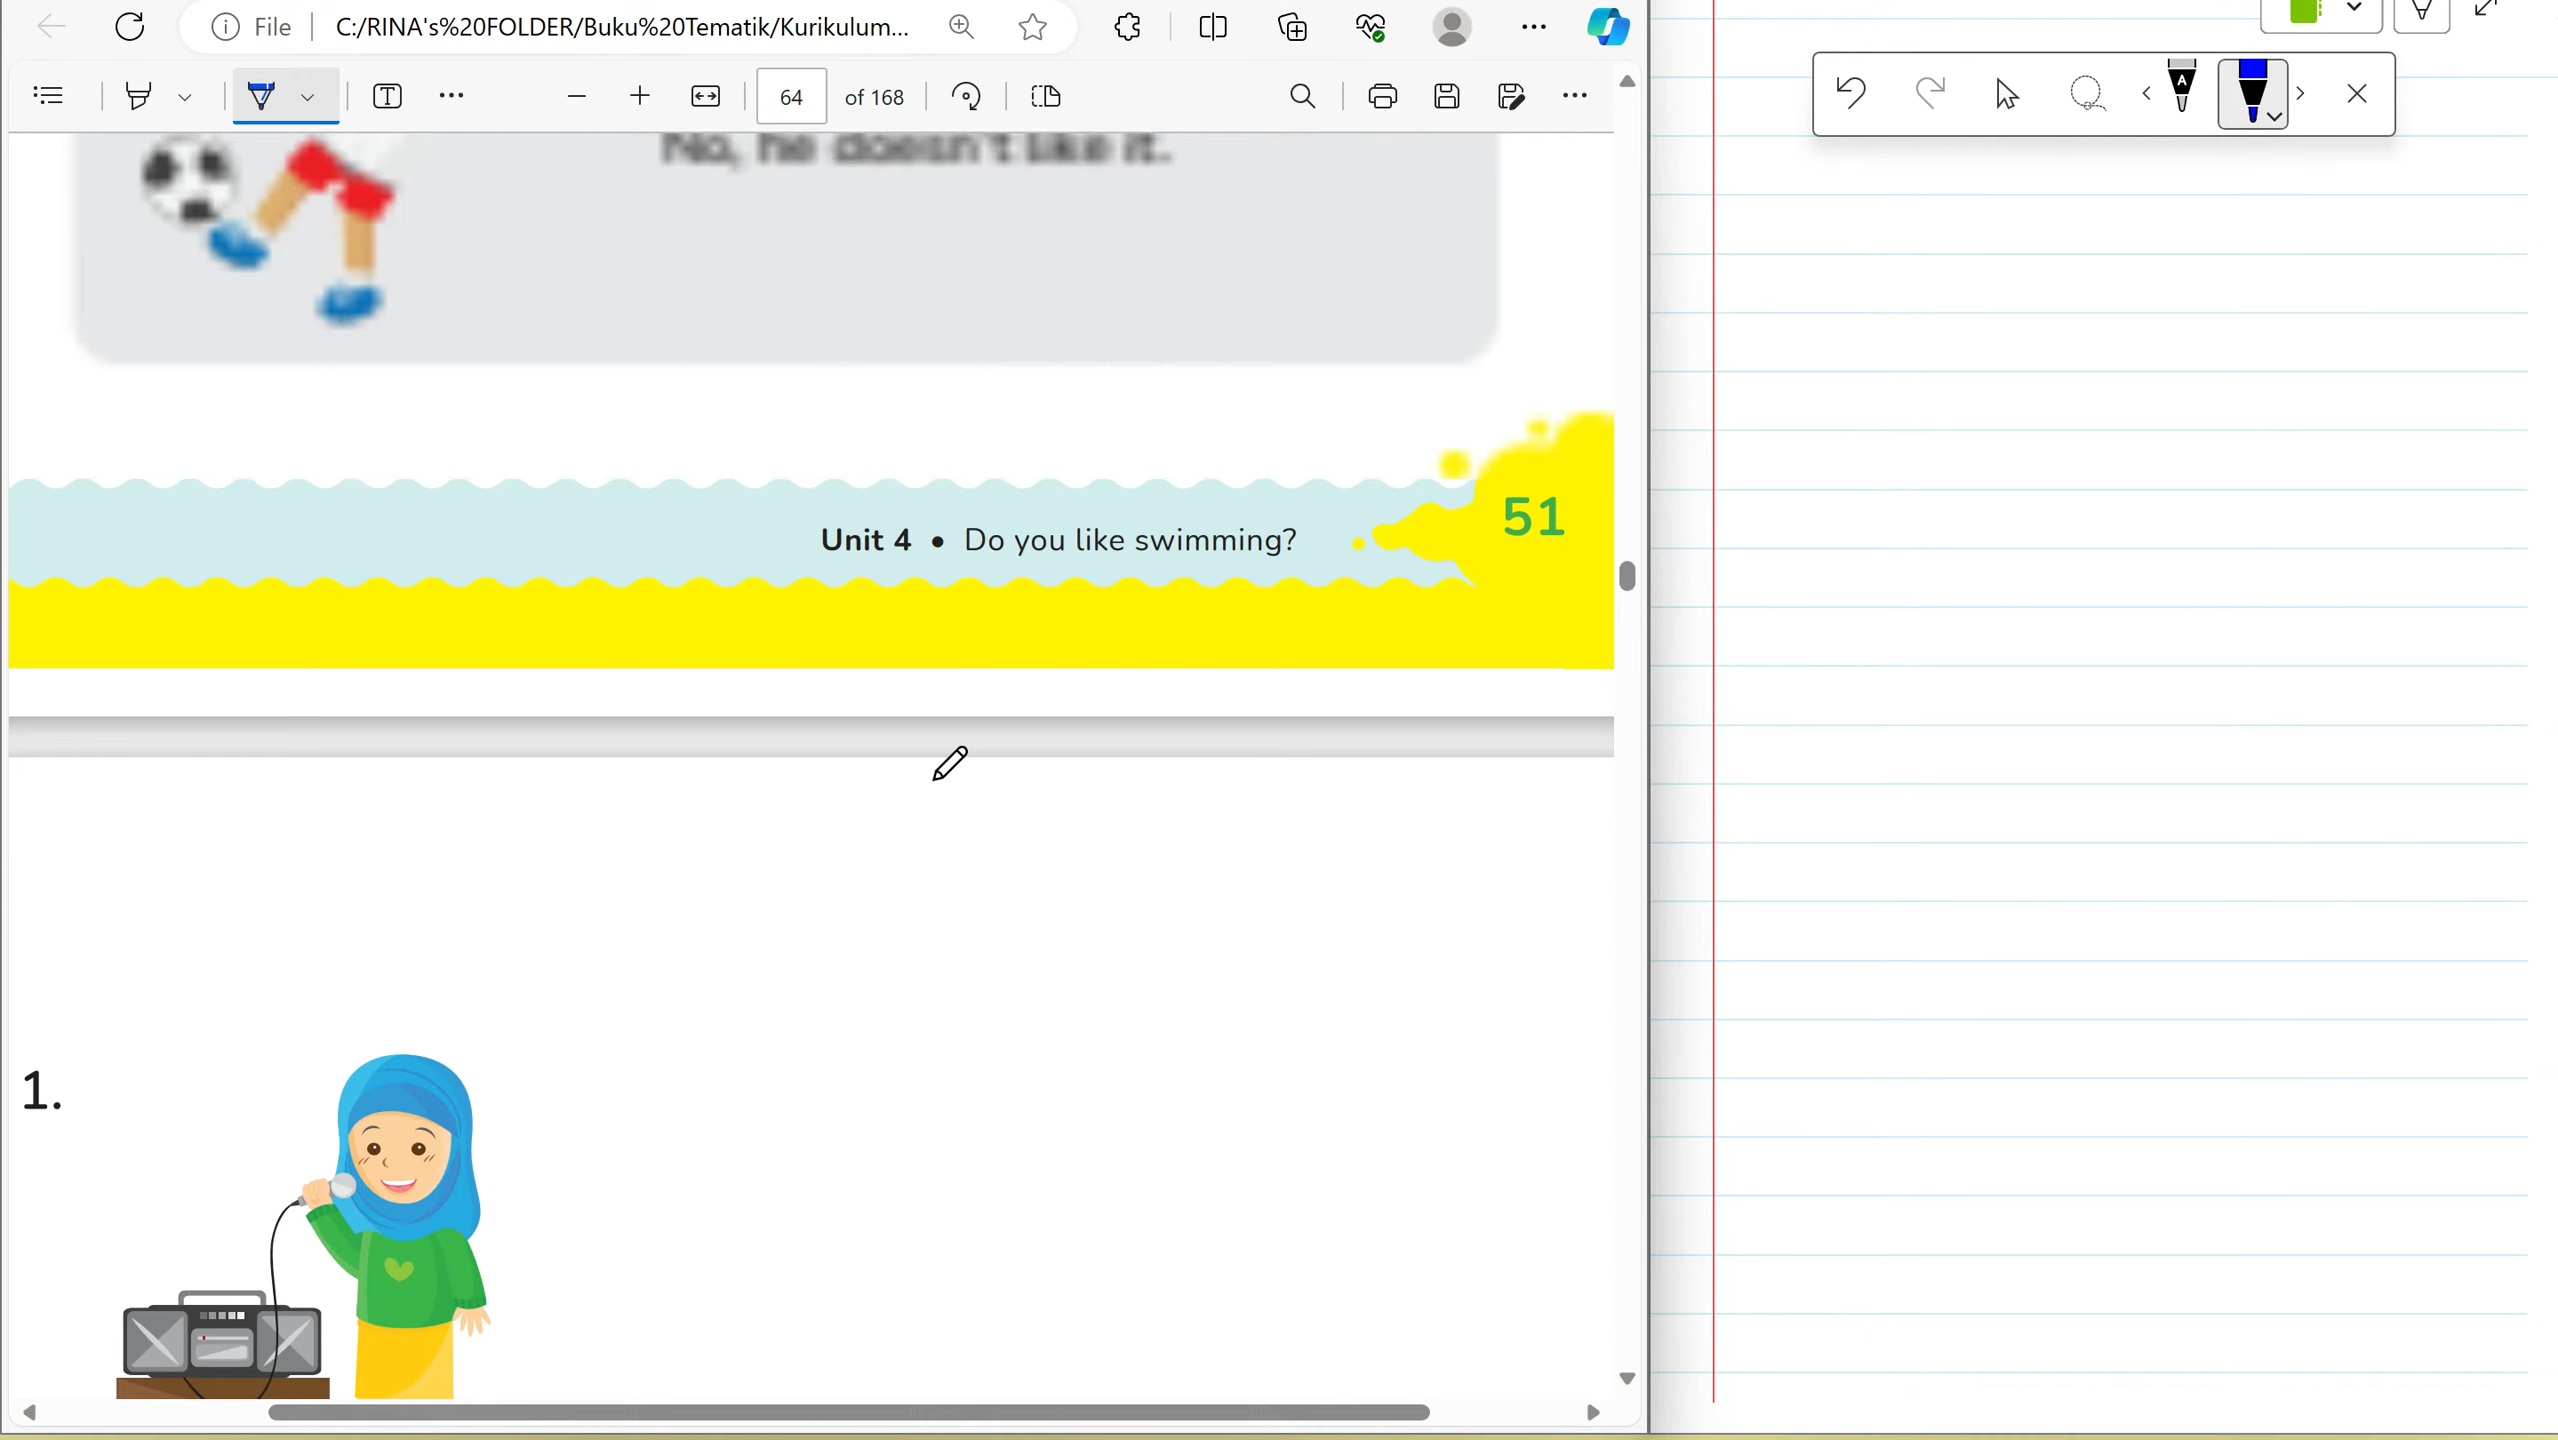 File
C:/RINA's%20FOLDER/Buku%20Tematik/Kurikulum...
64 of 168
No, he doesn't like it.
Unit 4 • Do you like swimming?
51
1.